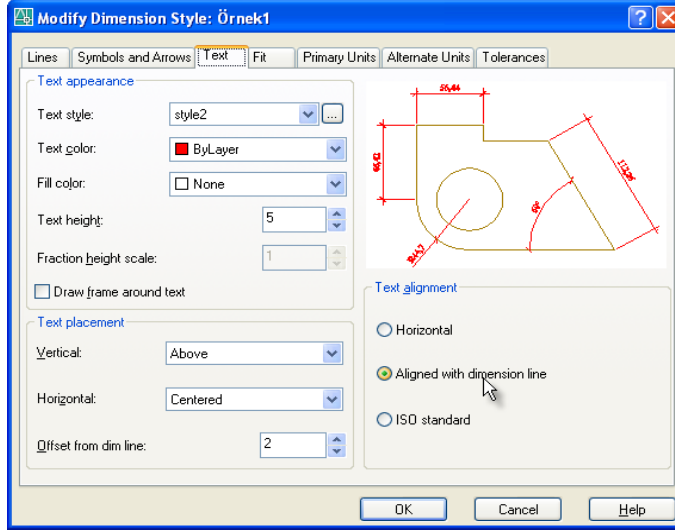 Modify Dimension Style: Örnek1
Lines Symbols and Arrows Text Fit Primary Units Alternate Units Tolerances
Text appearance
Text style: style2 ...
Text color: ByLayer
Fill color: None
Text height: 5
Fraction height scale: 1
Draw frame around text
Text placement
Vertical: Above
Horizontal: Centered
Offset from dim line: 2
56,44
Text alignment
Horizontal
Aligned with dimension line
ISO standard
OK Cancel Help